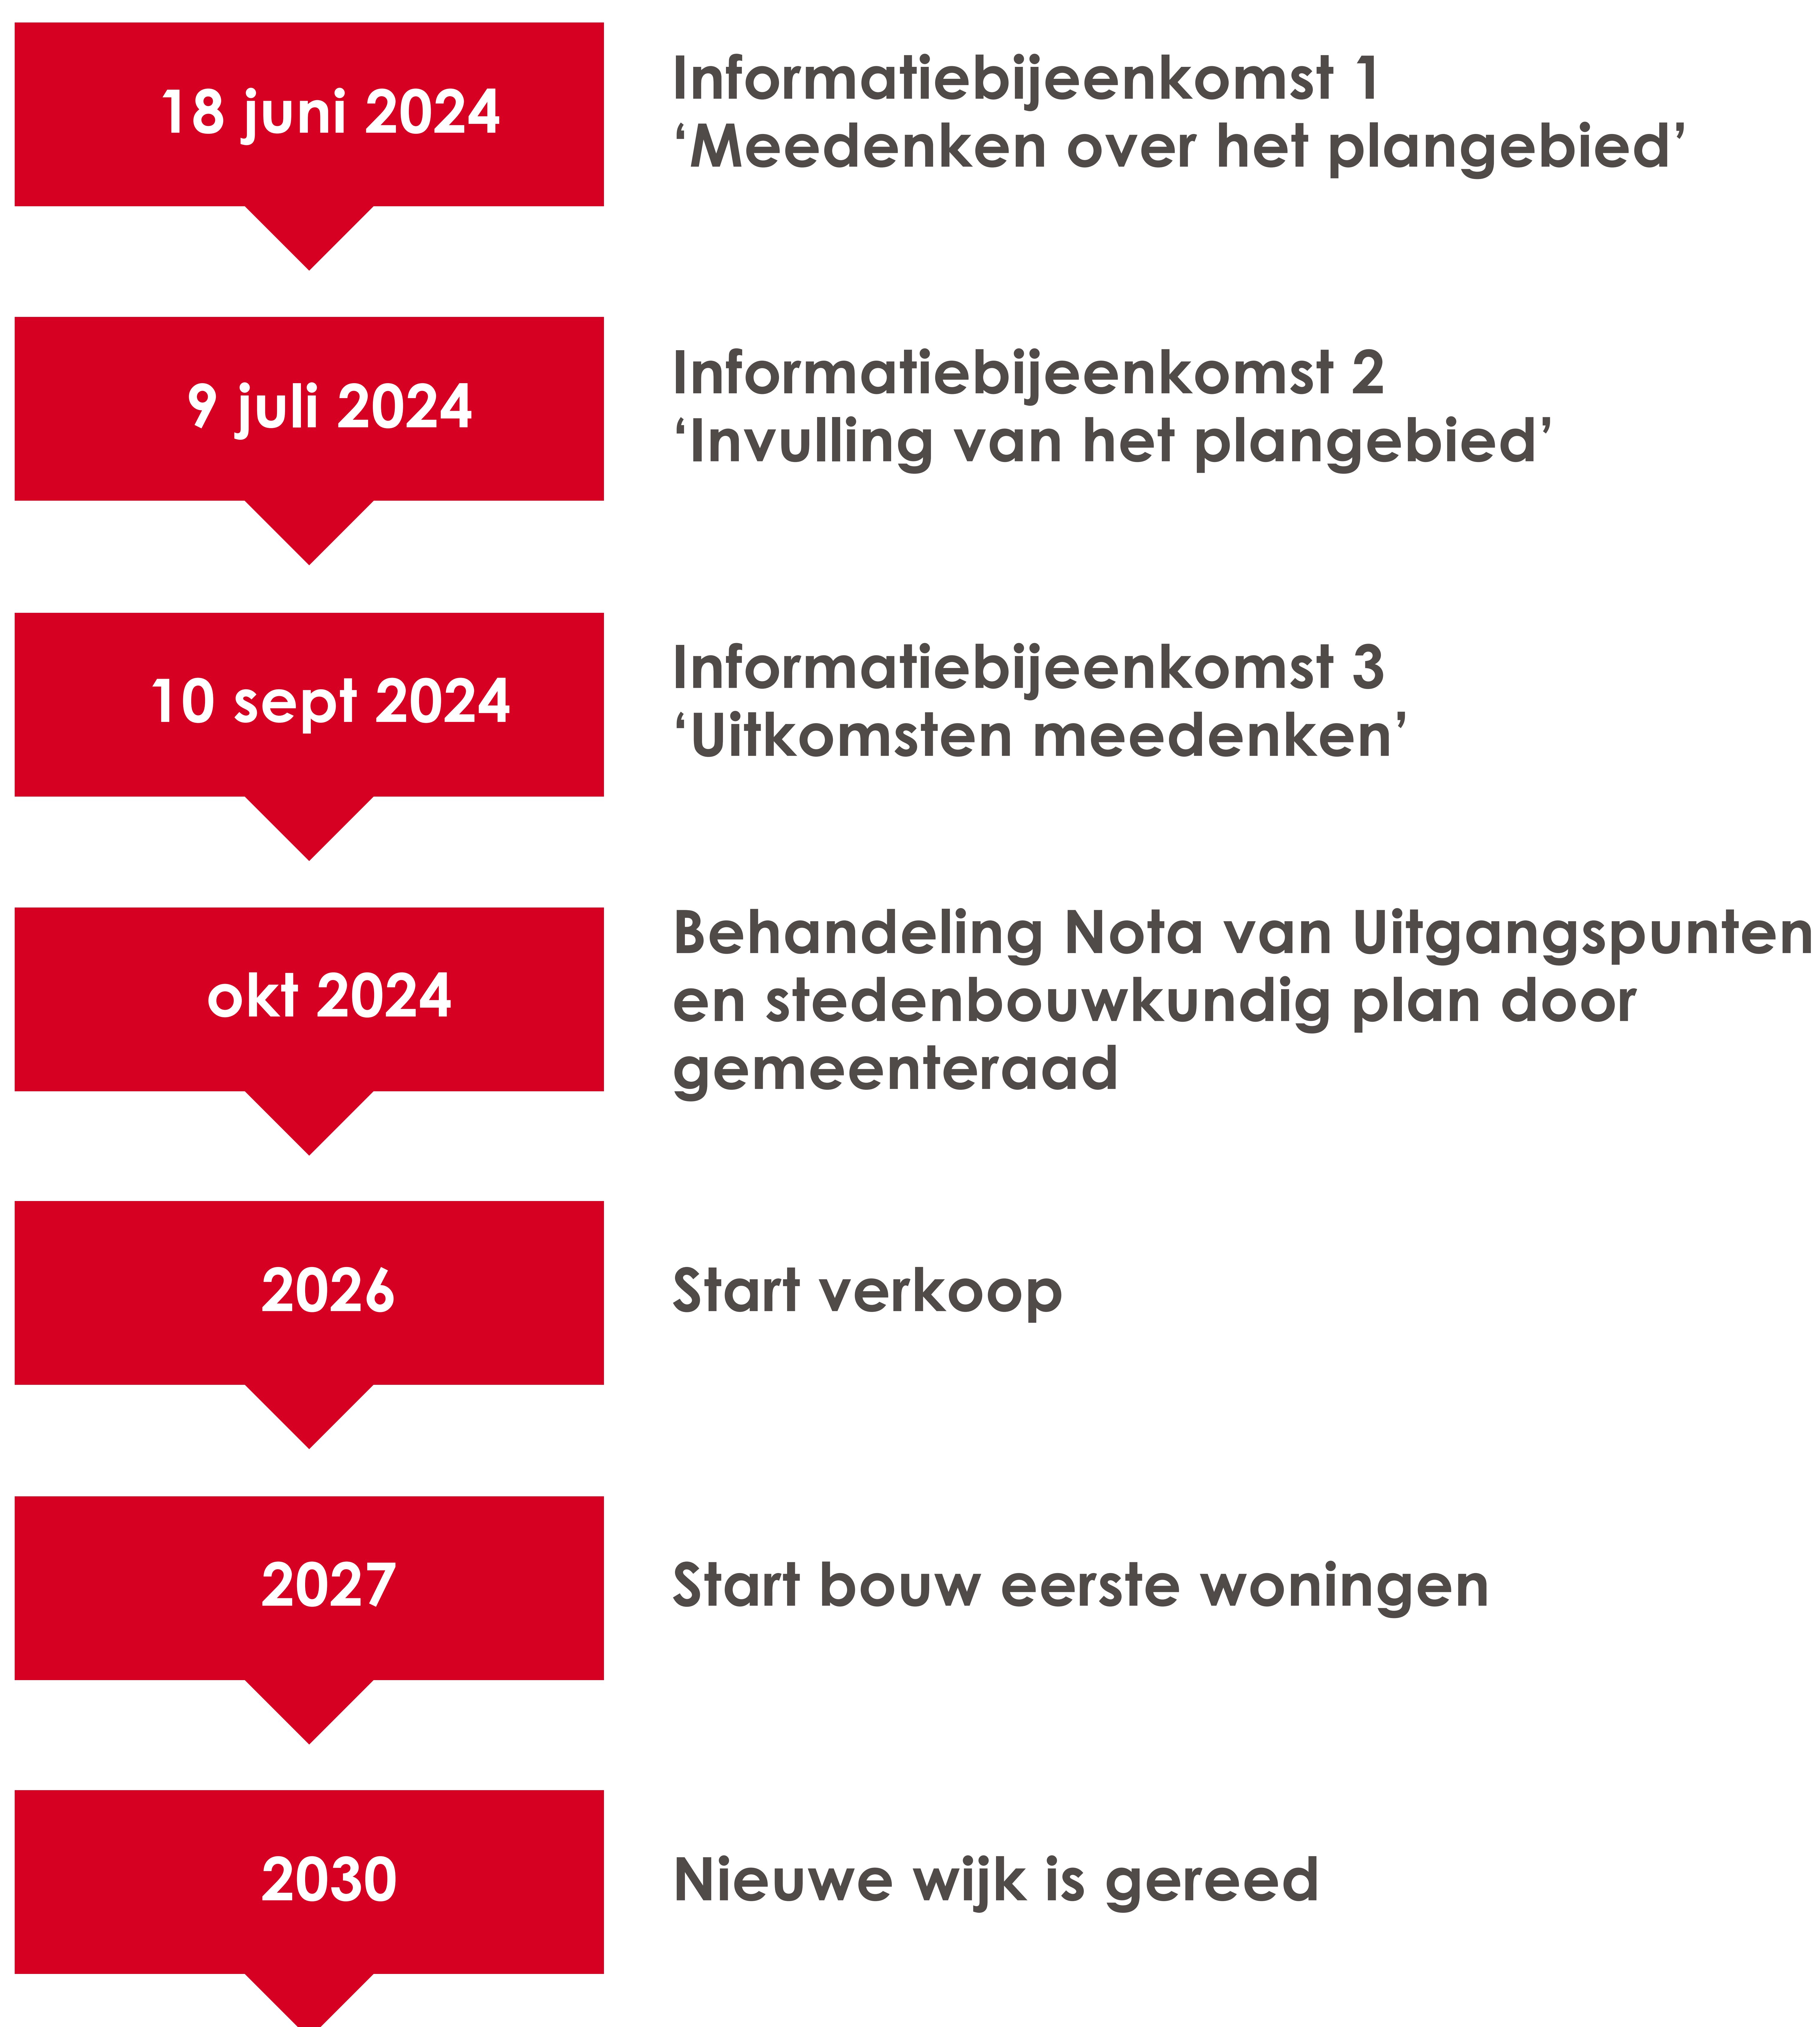 18 juni 2024
Informatiebijeenkomst 1
‘Meedenken over het plangebied’
9 juli 2024
Informatiebijeenkomst 2
‘Invulling van het plangebied’
10 sept 2024
Informatiebijeenkomst 3
‘Uitkomsten meedenken’
okt 2024
Behandeling Nota van Uitgangspunten
en stedenbouwkundig plan door
gemeenteraad
2026
Start verkoop
2027
Start bouw eerste woningen
2030
Nieuwe wijk is gereed